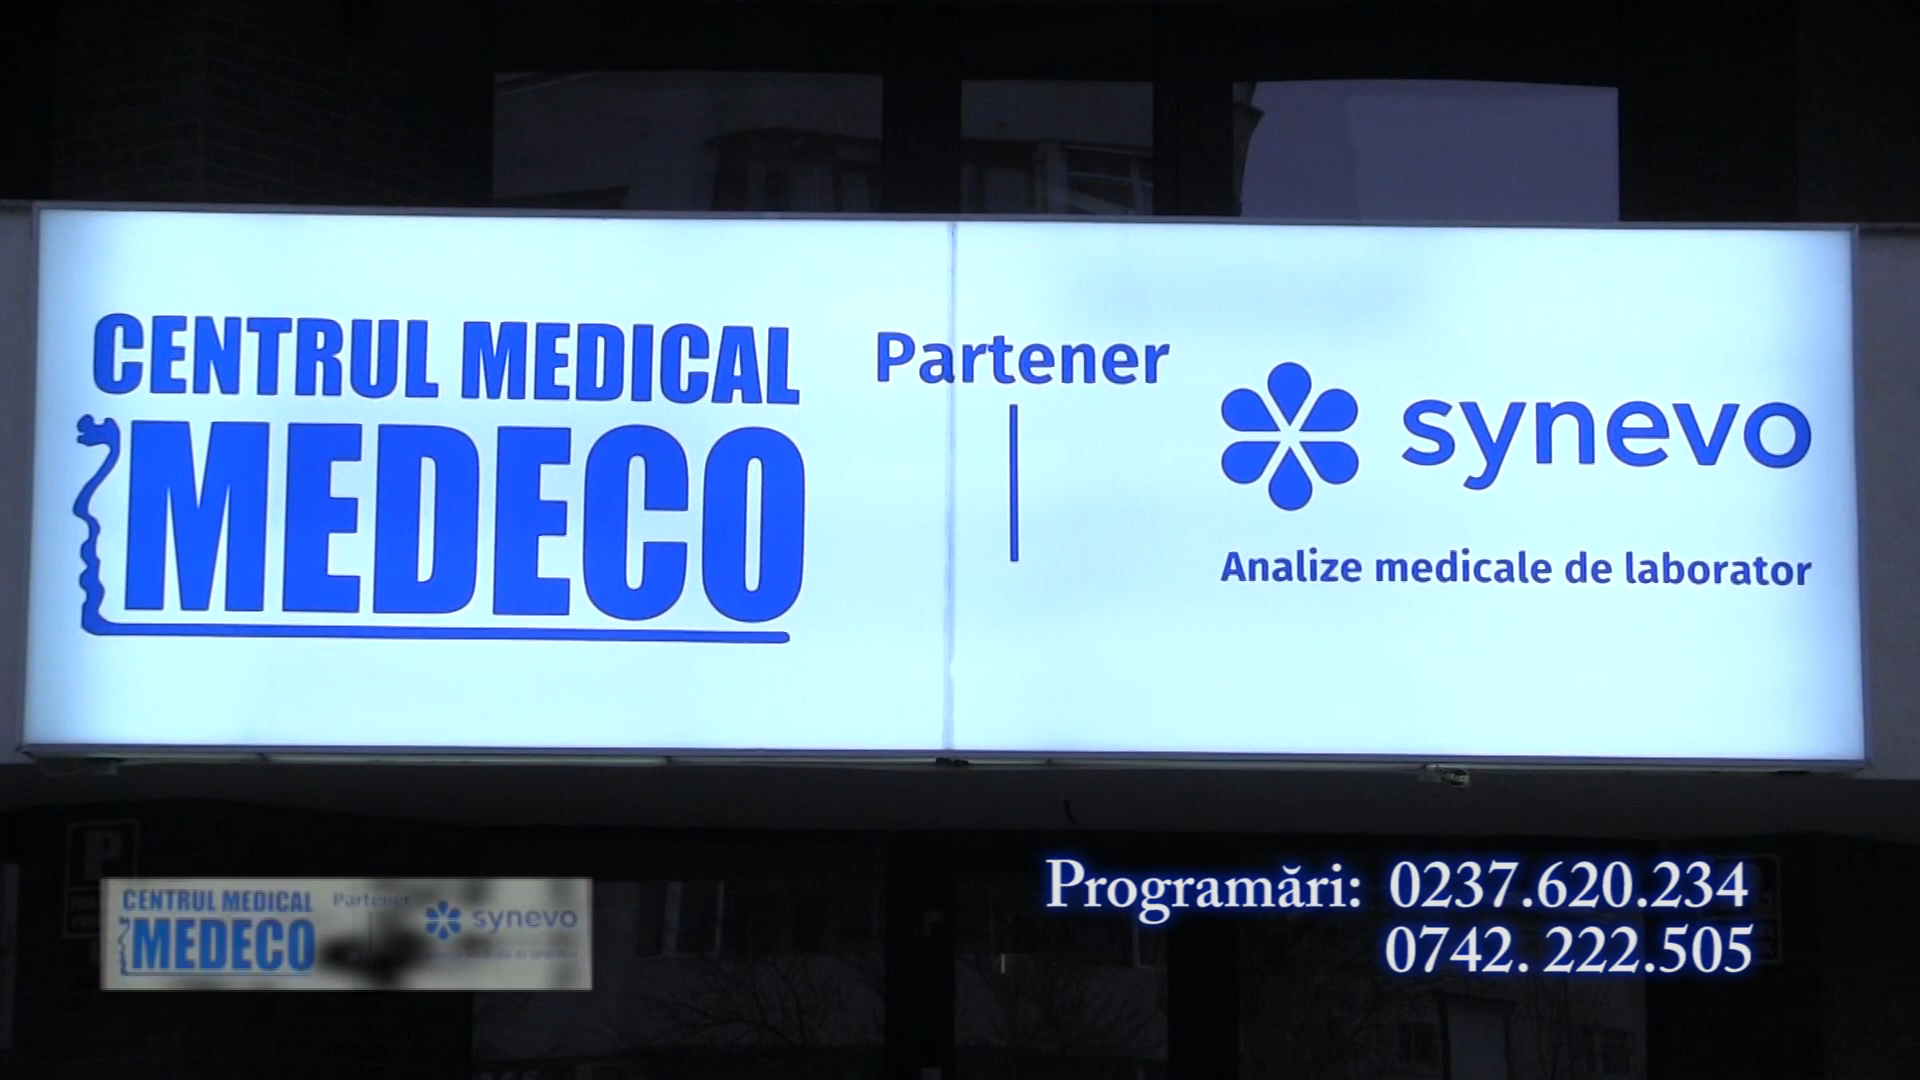 CENTRUL MEDICAL
MEDECO
Partener
synevo
Analize medicale de laborator
P
CENTRUL MEDICAL
MEDECO
Partener
synevo
Programări: 0237.620.234
0742. 222.505